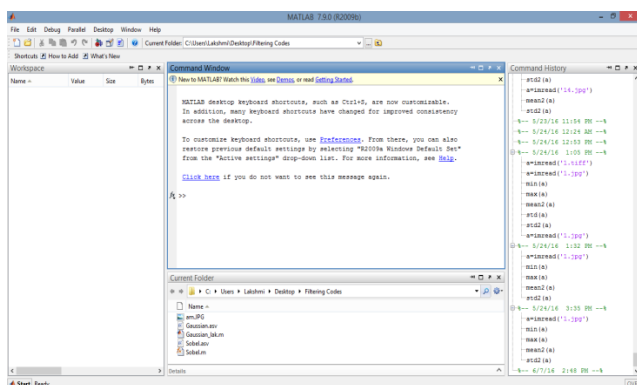 MATLAB 7.9.0 (R2009b)
File Edit Debug Parallel Desktop Window Help
Current Folder: C:\Users\Lakshmi\Desktop\Filtering Codes
Shortcuts How to Add What's New
Workspace
Name Value Size Bytes
Command Window
New to MATLAB? Watch this Video, see Demos, or read Getting Started.
MATLAB desktop keyboard shortcuts, such as Ctrl+S, are now customizable.
In addition, many keyboard shortcuts have changed for improved consistency
across the desktop.
To customize keyboard shortcuts, use Preferences. From there, you can also
restore previous default settings by selecting "R2009a Windows Default Set"
from the "Active settings" drop-down list. For more information, see Help.
Click here if you do not want to see this message again.
fx >>
Current Folder
C: Users Lakshmi Desktop Filtering Codes
Name
am.JPG
Gaussian.asv
Gaussian_lak.m
Sobel.asv
Sobel.m
Details
Command History
std2(a)
a=imread('14.jpg')
mean2(a)
std2(a)
%-- 5/23/16 11:54 PM --%
%-- 5/24/16 12:24 AM --%
%-- 5/24/16 12:53 PM --%
%-- 5/24/16 1:05 PM --%
a=imread('1.tiff')
a=imread('1.jpg')
min(a)
max(a)
mean2(a)
std(a)
std2(a)
a=imread('1.jpg')
%-- 5/24/16 1:32 PM --%
a=imread('1.jpg')
min(a)
max(a)
mean2(a)
std2(a)
%-- 5/24/16 3:35 PM --%
a=imread('1.jpg')
min(a)
max(a)
mean2(a)
std2(a)
%-- 6/7/16 2:48 PM --%
Start Ready